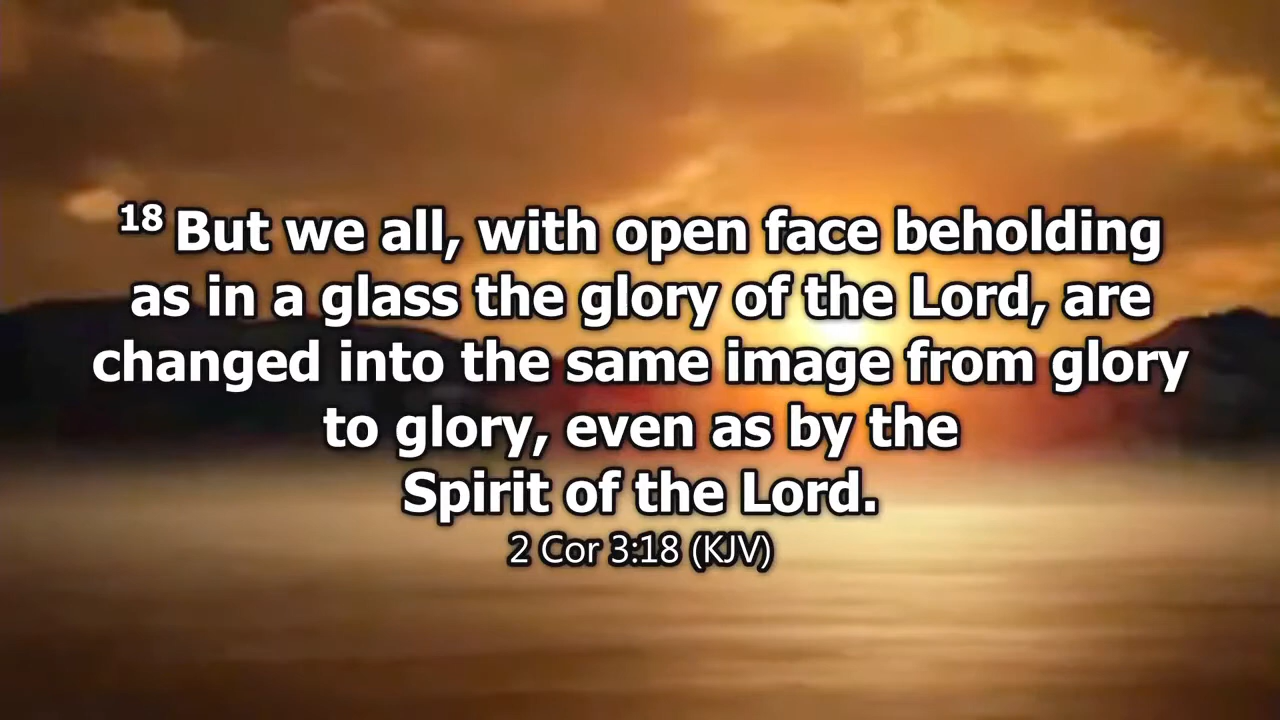 18 But we all, with open face beholding
as in a glass the glory of the Lord, are
changed into the same image from glory
to glory, even as by the
Spirit of the Lord.
2 Cor 3:18 (KJV)